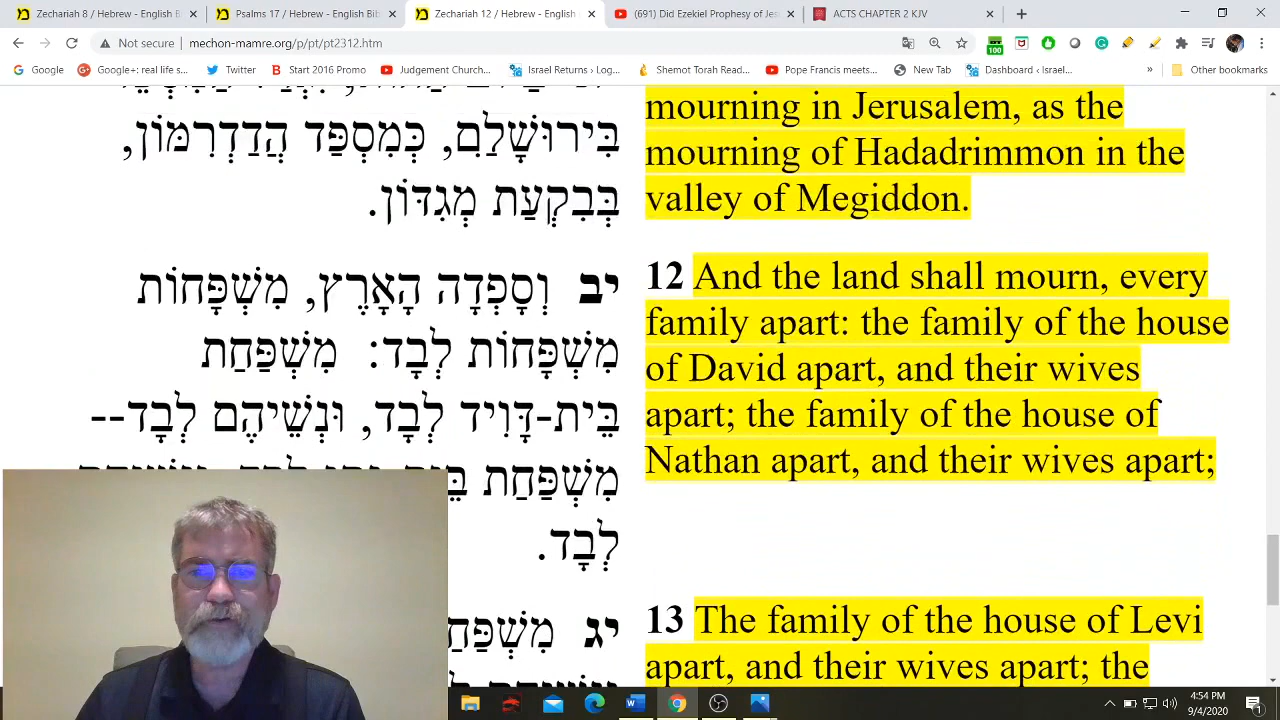 Zechariah 8 / Hebrew - English B
Psalms 17 / Hebrew - English Bib
Zechariah 12 / Hebrew - English
(691) Did Ezekiel Prophesy of Jes
ACTS CHAPTER 2 KJV
Not secure
mechon-mamre.org/p/pt/pt2312.htm
100
Google
Google+: real life s...
Twitter
Start 2016 Promo
Judgement Church...
Israel Returns › Log...
Shemot Torah Read...
Pope Francis meets...
New Tab
Dashboard ‹ Israel...
»
Other bookmarks
בִּירוּשָׁלִַם, כְּמִסְפַּד הֲדַדְרִמּוֹן,
בְּבִקְעַת מְגִדּוֹן.
mourning in Jerusalem, as the
mourning of Hadadrimmon in the
valley of Megiddon.
יב וְסָפְדָה הָאָרֶץ, מִשְׁפָּחוֹת
מִשְׁפָּחוֹת לְבָד: מִשְׁפַּחַת
בֵּית-דָּוִיד לְבָד, וּנְשֵׁיהֶם לְבָד--
מִשְׁפַּחַת
לְבָד.
12 And the land shall mourn, every
family apart: the family of the house
of David apart, and their wives
apart; the family of the house of
Nathan apart, and their wives apart;
יג
13 The family of the house of Levi
apart, and their wives apart; the
4:54 PM
9/4/2020
1